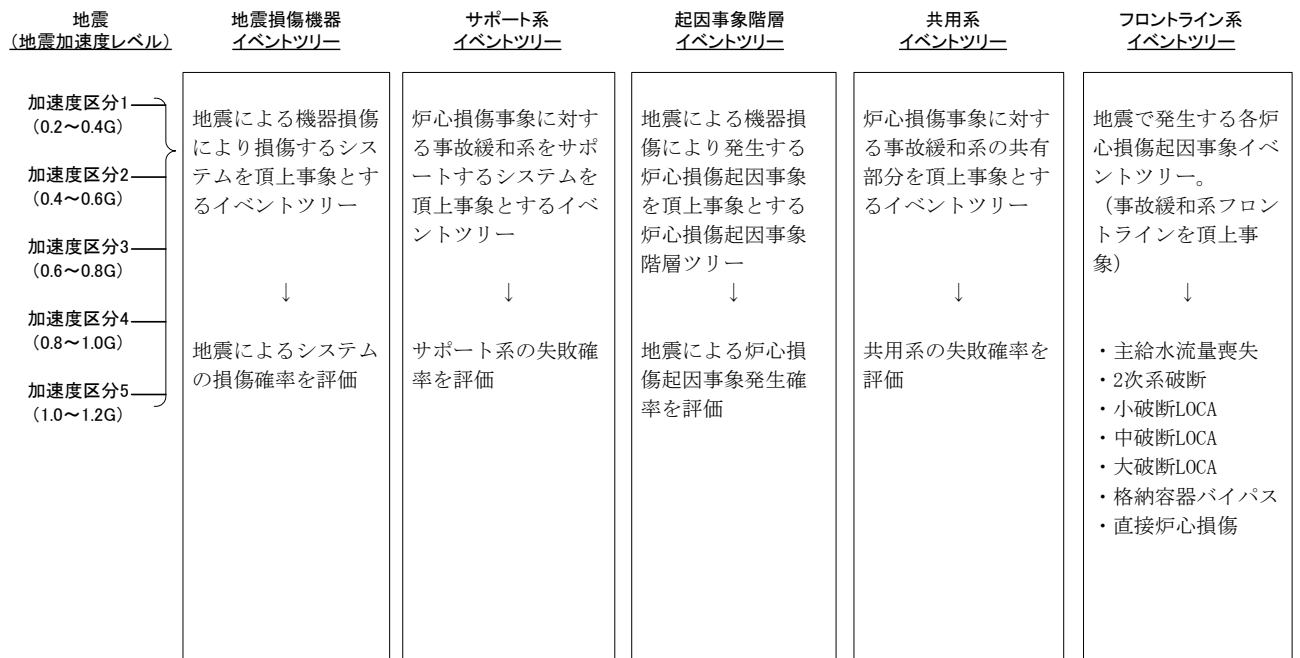 地震
(地震加速度レベル)
加速度区分1
(0.2～0.4G)
加速度区分2
(0.4～0.6G)
加速度区分3
(0.6～0.8G)
加速度区分4
(0.8～1.0G)
加速度区分5
(1.0～1.2G)
地震損傷機器
イベントツリー
地震による機器損傷
により損傷するシス
テムを頂上事象とす
るイベントツリー
↓
地震によるシステム
の損傷確率を評価
サポート系
イベントツリー
炉心損傷事象に対す
る事故緩和系をサポ
ートするシステムを
頂上事象とするイベ
ントツリー
↓
サポート系の失敗確
率を評価
起因事象階層
イベントツリー
地震による機器損
傷により発生する
炉心損傷起因事象
を頂上事象とする
炉心損傷起因事象
階層ツリー
↓
地震による炉心損
傷起因事象発生確
率を評価
共用系
イベントツリー
炉心損傷事象に対す
る事故緩和系の共有
部分を頂上事象とす
るイベントツリー
↓
共用系の失敗確率を
評価
フロントライン系
イベントツリー
地震で発生する各炉
心損傷起因事象イベ
ントツリー。
（事故緩和系フロン
トラインを頂上事
象）
↓
・主給水流量喪失
・2次系破断
・小破断LOCA
・中破断LOCA
・大破断LOCA
・格納容器バイパス
・直接炉心損傷